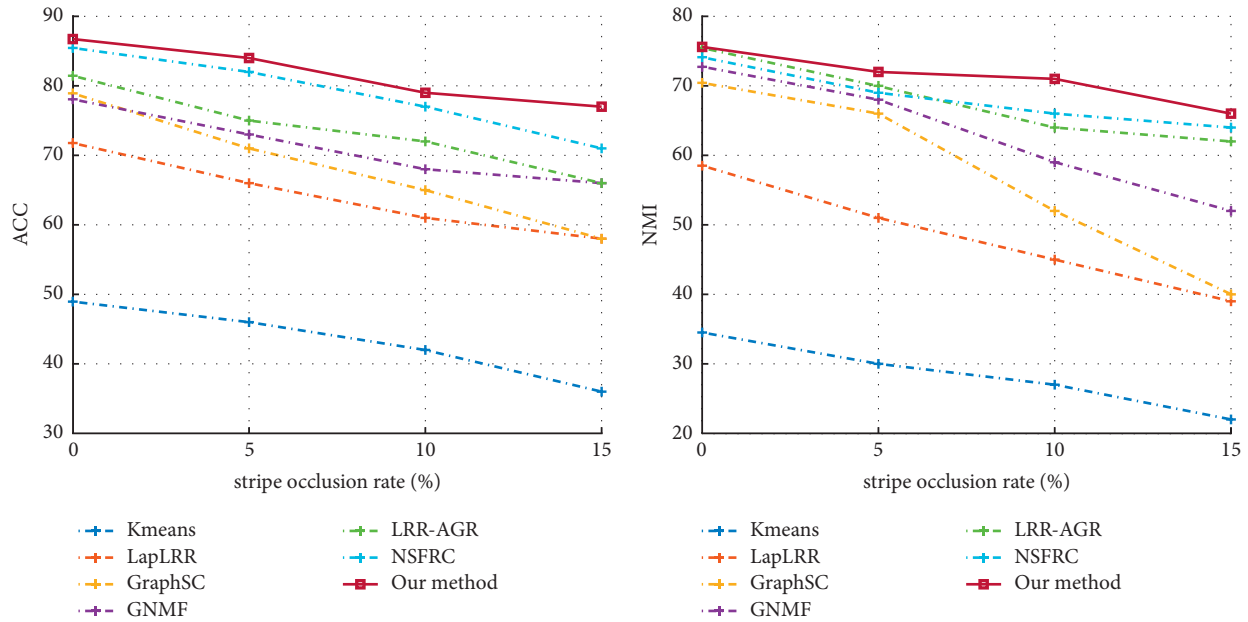 90
80
70
60
50
40
30
ACC
0
5
10
15
stripe occlusion rate (%)
Kmeans
LapLRR
GraphSC
GNMF
LRR-AGR
NSFRC
Our method
80
70
60
50
40
30
20
NMI
0
5
10
15
stripe occlusion rate (%)
Kmeans
LapLRR
GraphSC
GNMF
LRR-AGR
NSFRC
Our method